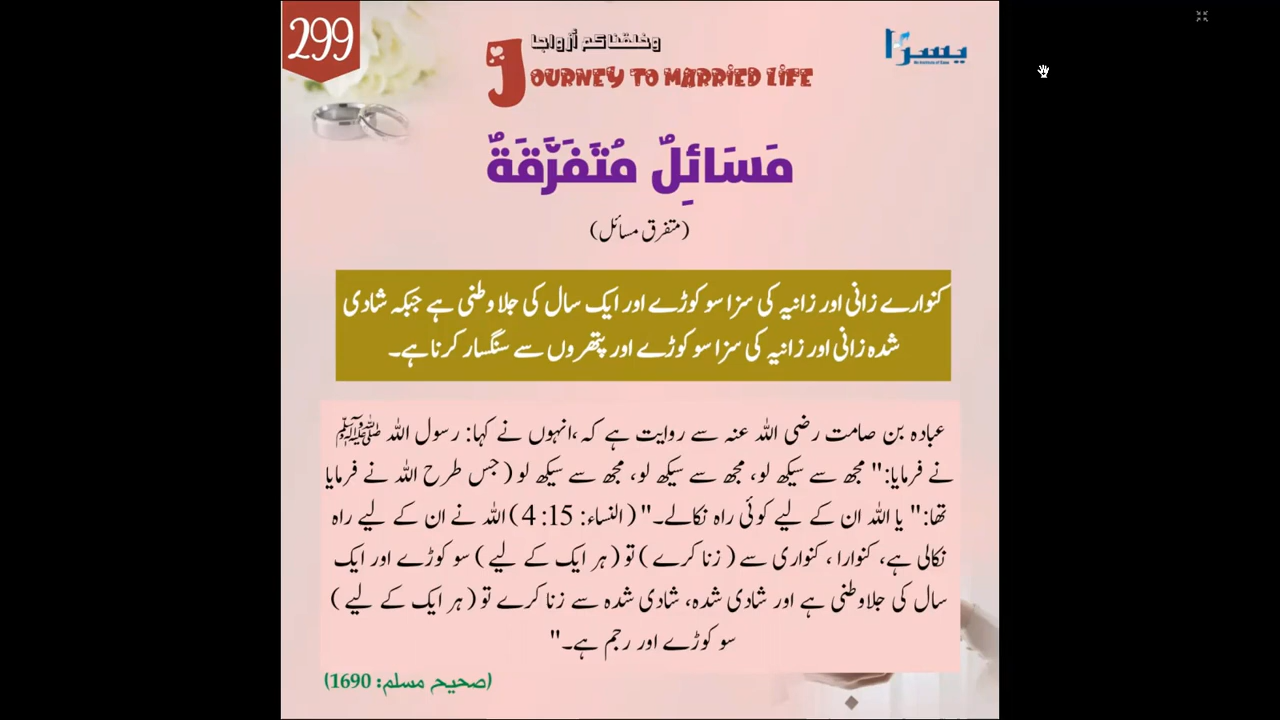 299
وخلقناكم أزواجا
JOURNEY TO MARRIED LIFE
يسرا
مَسَائِلٌ مُتَفَرَّقَةٌ
(متفرق مسائل)
کنوارے زانی اور زانیہ کی سزا سو کوڑے اور ایک سال کی جلا وطنی ہے جبکہ شادی
شدہ زانی اور زانیہ کی سزا سو کوڑے اور پتھروں سے سنگسار کرنا ہے۔
عبادہ بن صامت رضی اللہ عنہ سے روایت ہے کہ ،انہوں نے کہا: رسول اللہ ﷺ
نے فرمایا:" مجھ سے سیکھ لو، مجھ سے سیکھ لو، مجھ سے سیکھ لو (جس طرح اللہ نے فرمایا
تھا:" یا اللہ ان کے لیے کوئی راہ نکالے۔" (النساء: 4:15) اللہ نے ان کے لیے راہ
نکالی ہے، کنوارا ، کنواری سے (زنا کرے) تو (ہر ایک کے لیے) سو کوڑے اور ایک
سال کی جلاوطنی ہے اور شادی شدہ، شادی شدہ سے زنا کرے تو (ہر ایک کے لیے)
سو کوڑے اور رجم ہے۔"
(صحیح مسلم: 1690)